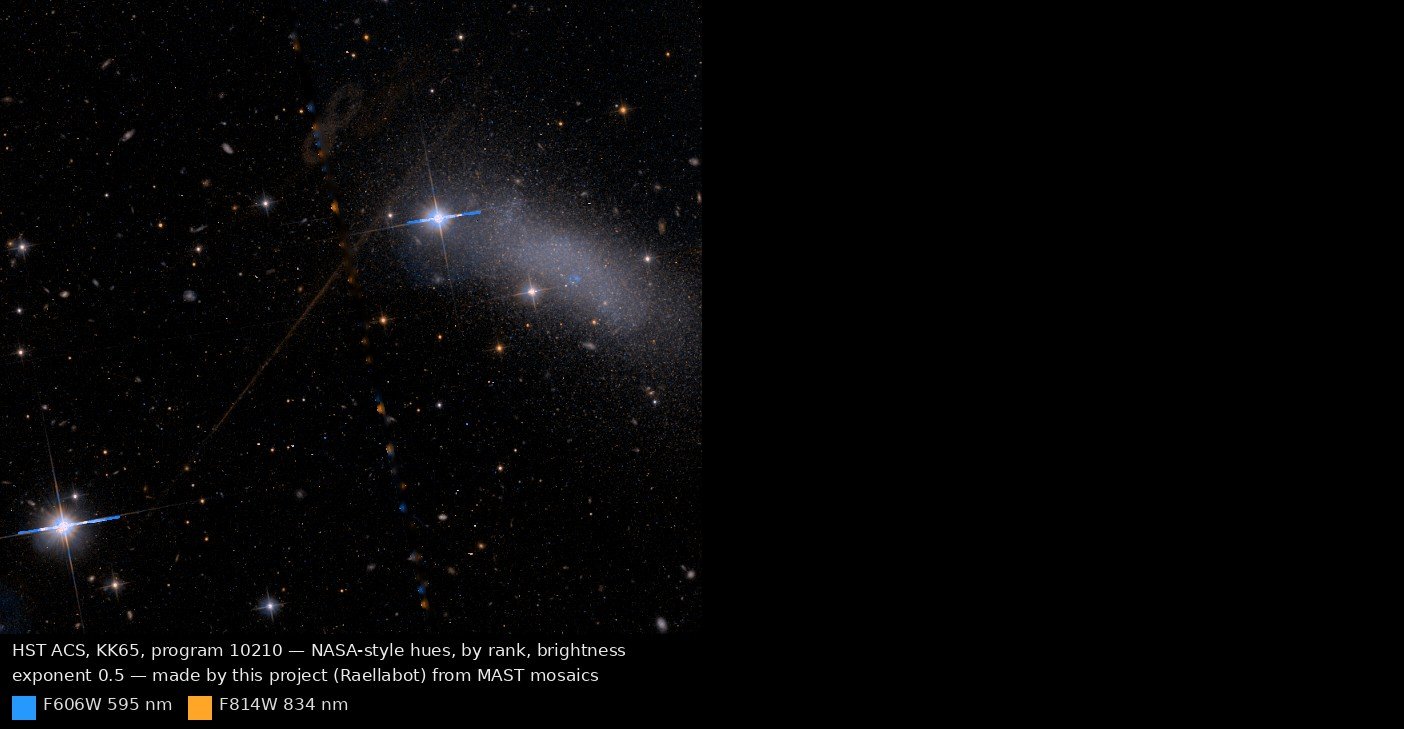 HST ACS, KK65, program 10210 — NASA-style hues, by rank, brightness
exponent 0.5 — made by this project (Raellabot) from MAST mosaics
F606W 595 nm F814W 834 nm